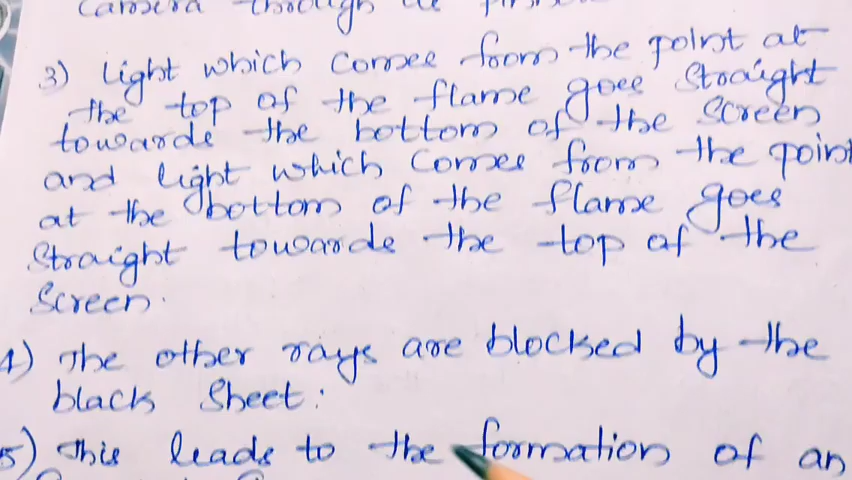 camera through its
3) Light which comes from the point at
the top of the flame goes straight
towards the bottom of the screen
and light which comes from the point
at the bottom of the flame goes
straight towards the top of the
screen.
4) The other rays are blocked by the
black sheet.
5) This leads to the formation of an